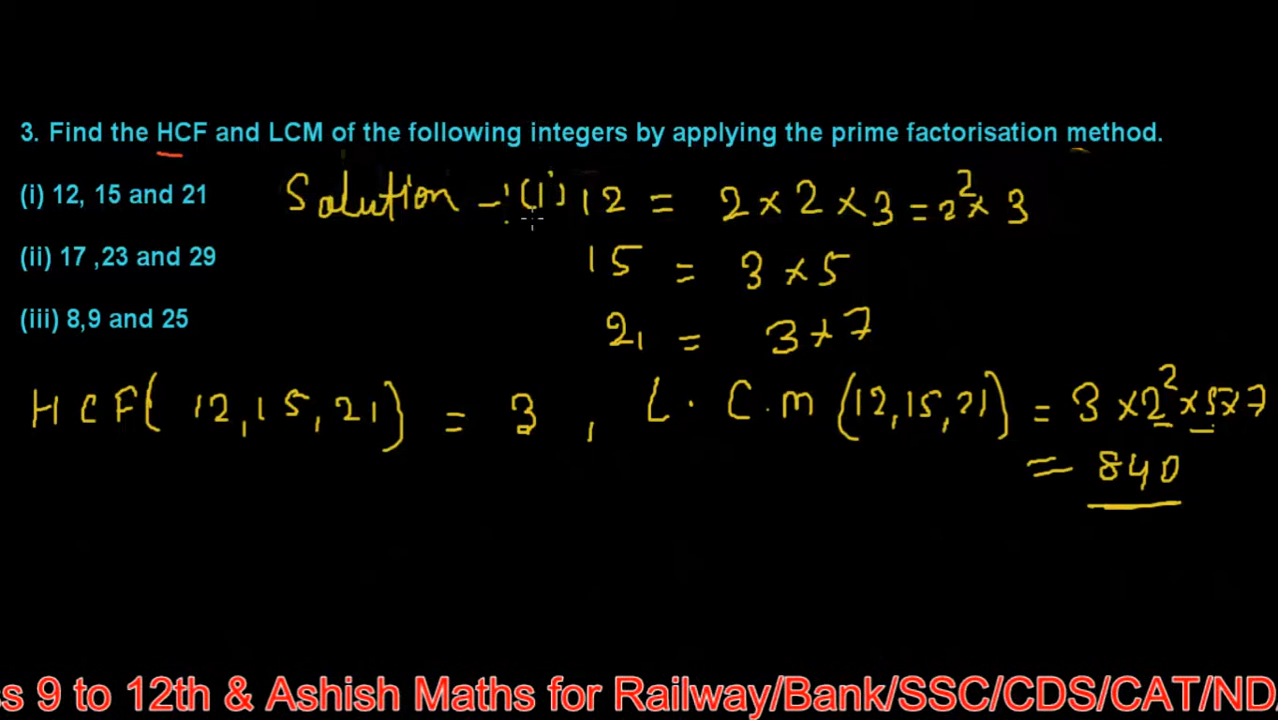 3. Find the HCF and LCM of the following integers by applying the prime factorisation method.
(i) 12, 15 and 21
Solution - (i) 12 = 2 × 2 × 3 = 2² × 3
(ii) 17 ,23 and 29
15 = 3 × 5
(iii) 8,9 and 25
21 = 3 × 7
HCF( 12,15,21) = 3 , L.C.M (12,15,21) = 3 × 2² × 5 × 7
= 840
ss 9 to 12th & Ashish Maths for Railway/Bank/SSC/CDS/CAT/ND